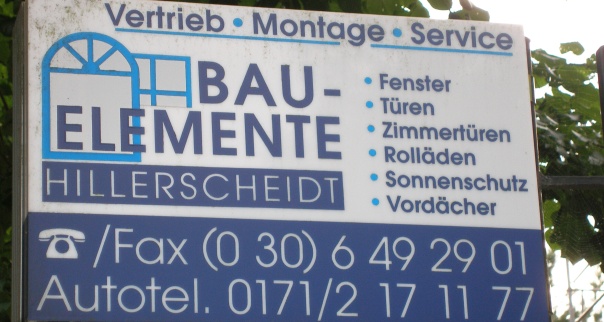 Vertrieb • Montage • Service
BAU-
ELEMENTE
HILLERSCHEIDT
• Fenster
• Türen
• Zimmertüren
• Rolläden
• Sonnenschutz
• Vordächer
☎/Fax (0 30) 6 49 29 01
Autotel. 0171/2 17 11 77